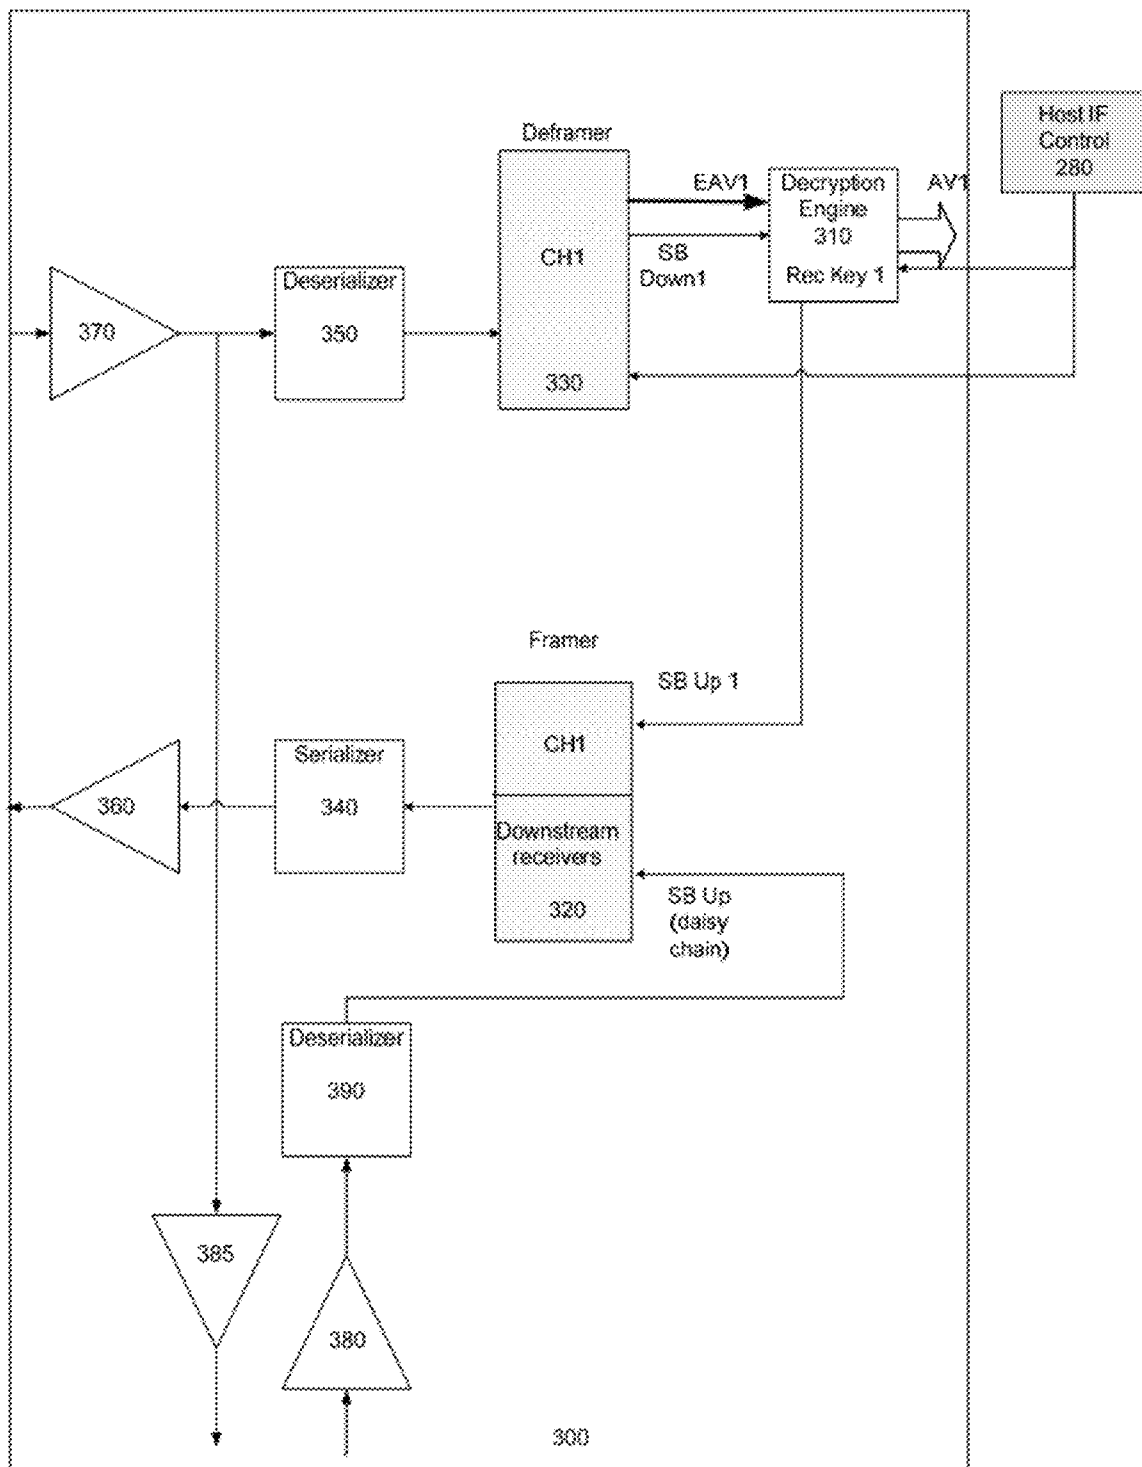 Host IF
Control
280
Deframer
EAV1
Decryption
Engine
310
Rec Key 1
AV1
CH1
SB
Down1
370
Deserializer
350
330
Framer
SB Up 1
CH1
360
Serializer
340
Downstream
receivers
320
SB Up
(daisy
chain)
Deserializer
390
385
380
300